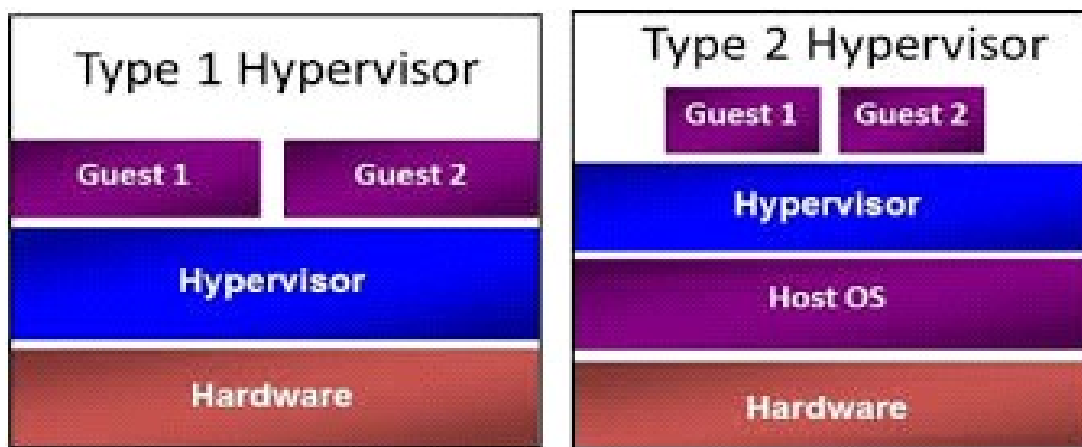 Type 1 Hypervisor
Guest 1 Guest 2
Hypervisor
Hardware
Type 2 Hypervisor
Guest 1 Guest 2
Hypervisor
Host OS
Hardware